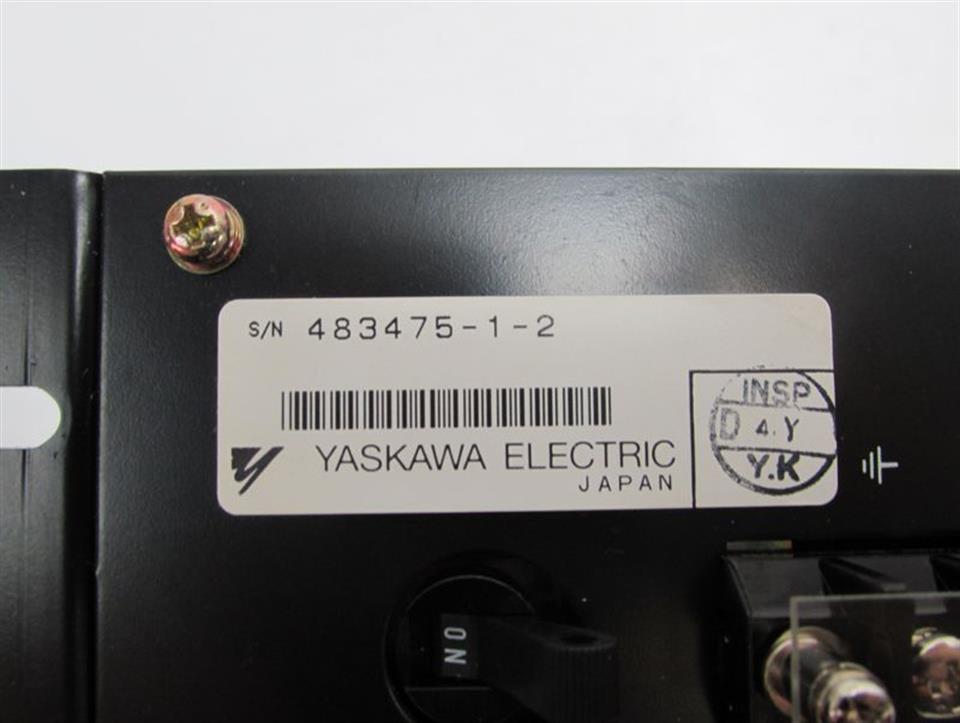 S/N 483475-1-2
YASKAWA ELECTRIC
JAPAN
INSP
D 4.Y
Y.K
ON